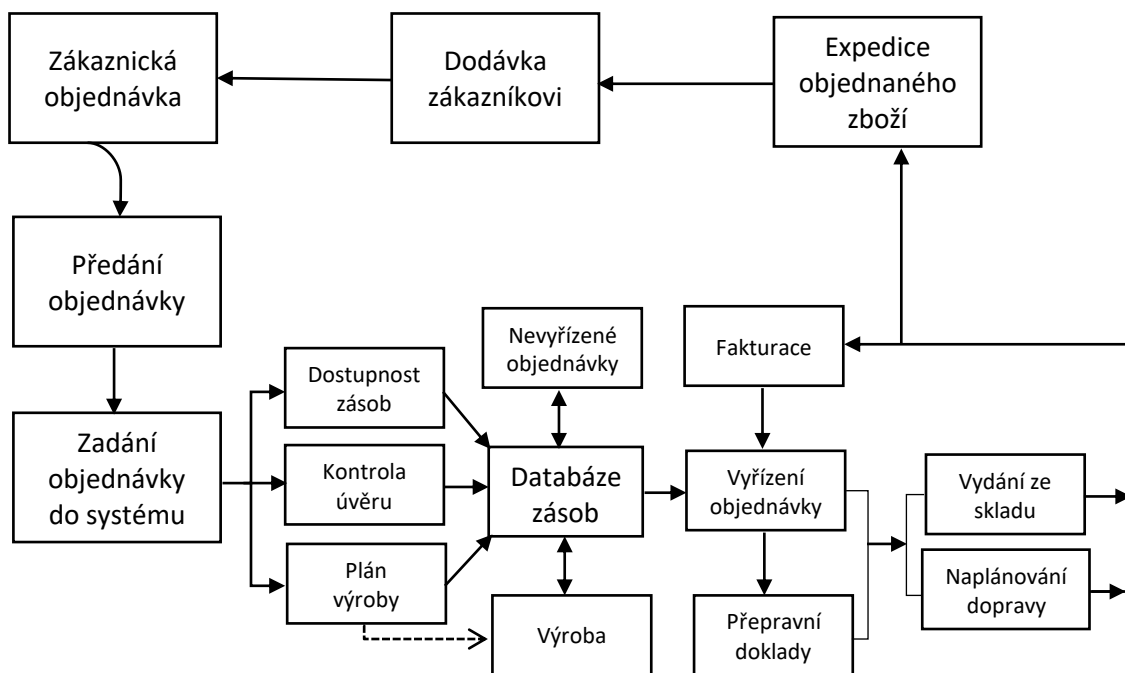 Zákaznická
objednávka
Dodávka
zákazníkovi
Expedice
objednaného
zboží
Předání
objednávky
Zadání
objednávky
do systému
Dostupnost
zásob
Kontrola
úvěru
Plán
výroby
Nevyřízené
objednávky
Databáze
zásob
Výroba
Fakturace
Vyřízení
objednávky
Přepravní
doklady
Vydání ze
skladu
Naplánování
dopravy